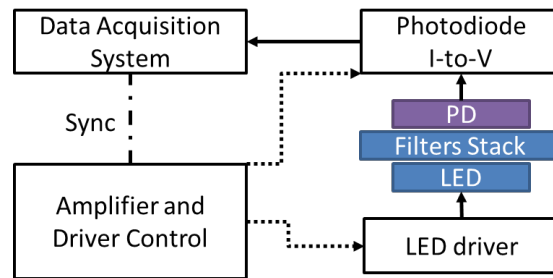 Data Acquisition
System
Photodiode
I-to-V
Sync
PD
Filters Stack
LED
Amplifier and
Driver Control
LED driver